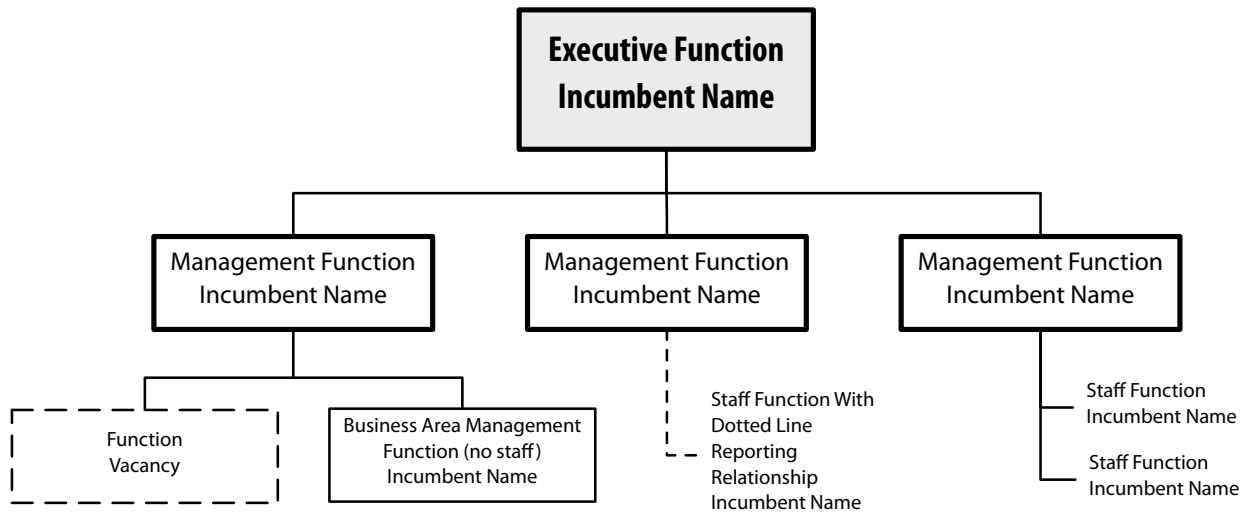 Executive Function
Incumbent Name
Management Function
Incumbent Name
Management Function
Incumbent Name
Management Function
Incumbent Name
Function
Vacancy
Business Area Management
Function (no staff)
Incumbent Name
Staff Function With
Dotted Line
Reporting
Relationship
Incumbent Name
Staff Function
Incumbent Name
Staff Function
Incumbent Name